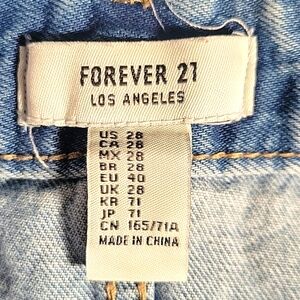 FOREVER 21
LOS ANGELES
US 28
CA 28
MX 28
BR 28
EU 40
UK 28
KR 71
JP 71
CN 165/71A
MADE IN CHINA